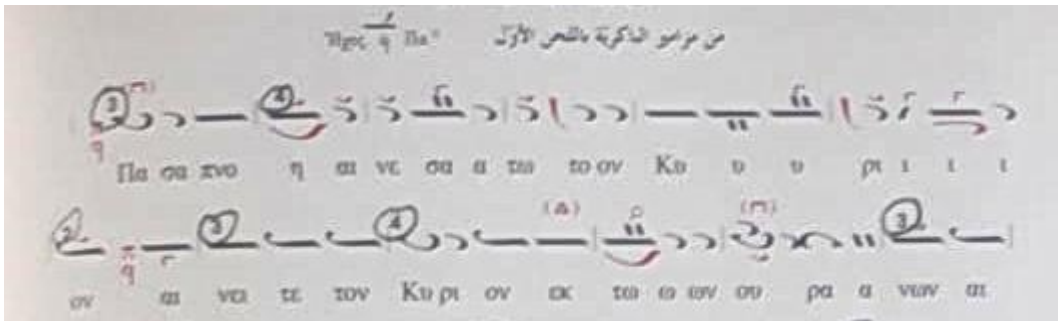 Ηχος q Πα من مزامير الباكرية باللحن الأول
(Π)
Πα σα πνο η αι νε σα α τω το ον Κυ υ υ ρι ι ι ι
(Δ) (Π)
ον αι νει τε τον Κυ ρι ον εκ τω ω ων ου ρα α νων αι